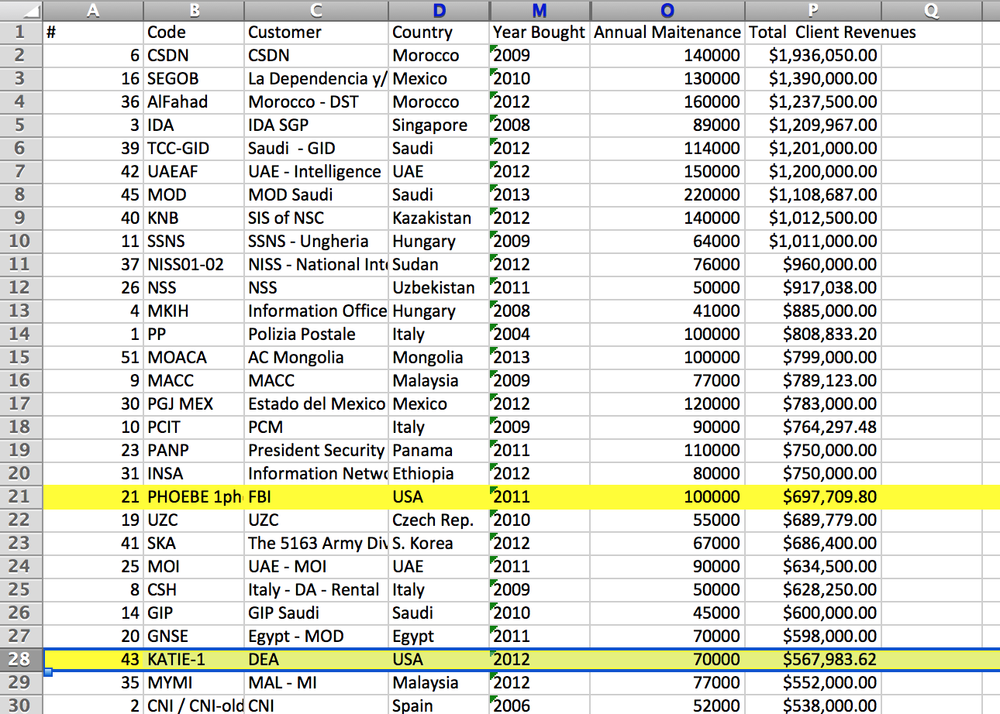 A B C D M O P Q
1 # Code Customer Country Year Bought Annual Maitenance Total Client Revenues
2 6 CSDN CSDN Morocco 2009 140000 $1,936,050.00
3 16 SEGOB La Dependencia y/ Mexico 2010 130000 $1,390,000.00
4 36 AlFahad Morocco - DST Morocco 2012 160000 $1,237,500.00
5 3 IDA IDA SGP Singapore 2008 89000 $1,209,967.00
6 39 TCC-GID Saudi - GID Saudi 2012 114000 $1,201,000.00
7 42 UAEAF UAE - Intelligence UAE 2012 150000 $1,200,000.00
8 45 MOD MOD Saudi Saudi 2013 220000 $1,108,687.00
9 40 KNB SIS of NSC Kazakistan 2012 140000 $1,012,500.00
10 11 SSNS SSNS - Ungheria Hungary 2009 64000 $1,011,000.00
11 37 NISS01-02 NISS - National Int Sudan 2012 76000 $960,000.00
12 26 NSS NSS Uzbekistan 2011 50000 $917,038.00
13 4 MKIH Information Office Hungary 2008 41000 $885,000.00
14 1 PP Polizia Postale Italy 2004 100000 $808,833.20
15 51 MOACA AC Mongolia Mongolia 2013 100000 $799,000.00
16 9 MACC MACC Malaysia 2009 77000 $789,123.00
17 30 PGJ MEX Estado del Mexico Mexico 2012 120000 $783,000.00
18 10 PCIT PCM Italy 2009 90000 $764,297.48
19 23 PANP President Security Panama 2011 110000 $750,000.00
20 31 INSA Information Netw Ethiopia 2012 80000 $750,000.00
21 21 PHOEBE 1ph FBI USA 2011 100000 $697,709.80
22 19 UZC UZC Czech Rep. 2010 55000 $689,779.00
23 41 SKA The 5163 Army Div S. Korea 2012 67000 $686,400.00
24 25 MOI UAE - MOI UAE 2011 90000 $634,500.00
25 8 CSH Italy - DA - Rental Italy 2009 50000 $628,250.00
26 14 GIP GIP Saudi Saudi 2010 45000 $600,000.00
27 20 GNSE Egypt - MOD Egypt 2011 70000 $598,000.00
28 43 KATIE-1 DEA USA 2012 70000 $567,983.62
29 35 MYMI MAL - MI Malaysia 2012 77000 $552,000.00
30 2 CNI / CNI-old CNI Spain 2006 52000 $538,000.00